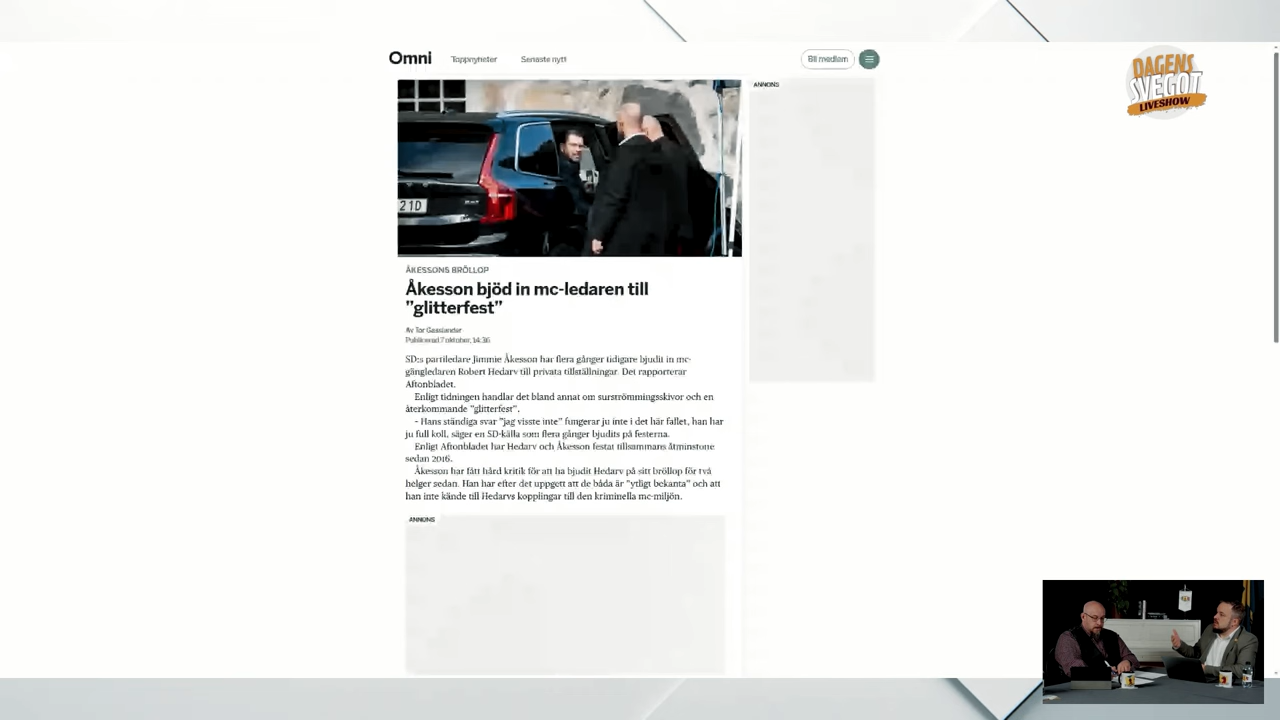 Omni
Toppnyheter
Senaste nytt
Bli medlem
DAGENS
SVEGOT
LIVESHOW
ANNONS
21D
ÅKESSONS BRÖLLOP
Åkesson bjöd in mc-ledaren till
"glitterfest"
Av Tor Gasslander
Publicerad 7 oktober, 14.36
SD:s partiledare Jimmie Åkesson har flera gånger tidigare bjudit in mc-
gängledaren Robert Hedarv till privata tillställningar. Det rapporterar
Aftonbladet.
Enligt tidningen handlar det bland annat om surströmmingsskivor och en
återkommande "glitterfest".
- Hans ständiga svar "jag visste inte" fungerar ju inte i det här fallet, han har
ju full koll, säger en SD-källa som flera gånger bjudits på festerna.
Enligt Aftonbladet har Hedarv och Åkesson festat tillsammans åtminstone
sedan 2016.
Åkesson har fått hård kritik för att ha bjudit Hedarv på sitt bröllop för två
helger sedan. Han har efter det uppgett att de båda är "ytligt bekanta" och att
han inte kände till Hedarvs kopplingar till den kriminella mc-miljön.
ANNONS